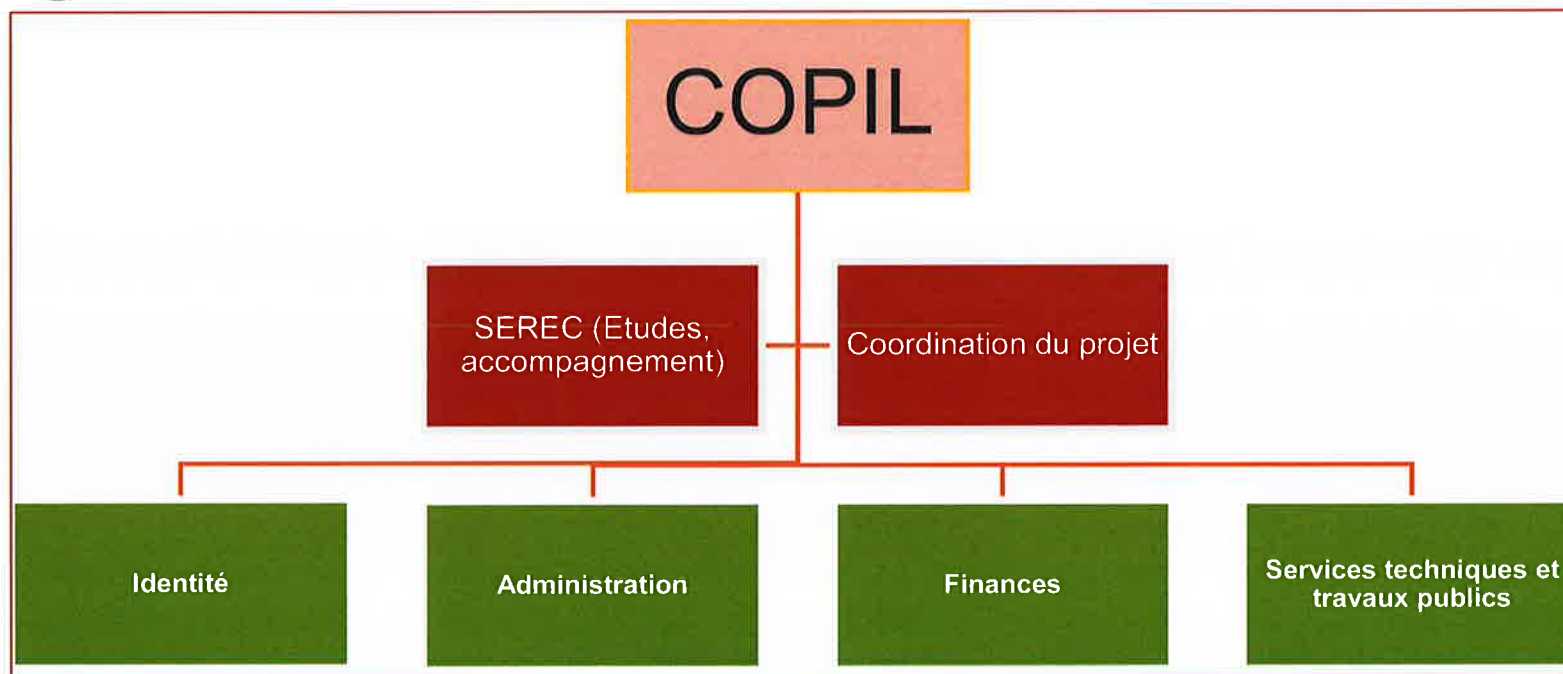 COPIL
SEREC (Etudes,
accompagnement)
Coordination du projet
Identité
Administration
Finances
Services techniques et
travaux publics